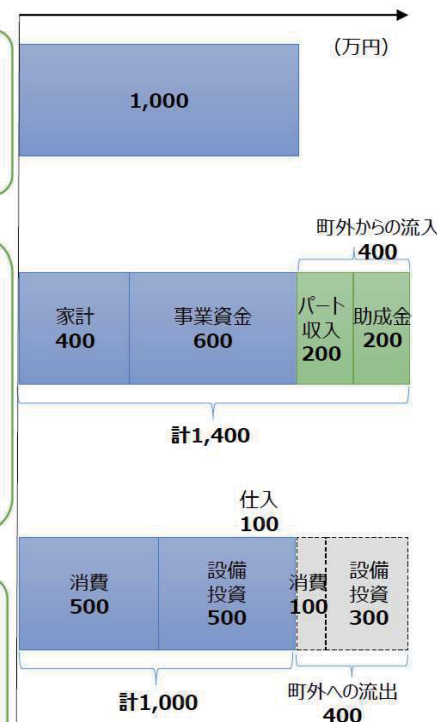 (万円)
1,000
町外からの流入
400
家計
400
事業資金
600
パート
収入
200
助成金
200
計1,400
仕入
100
消費
500
設備
投資
500
消費
100
設備
投資
300
計1,000
町外への流出
400